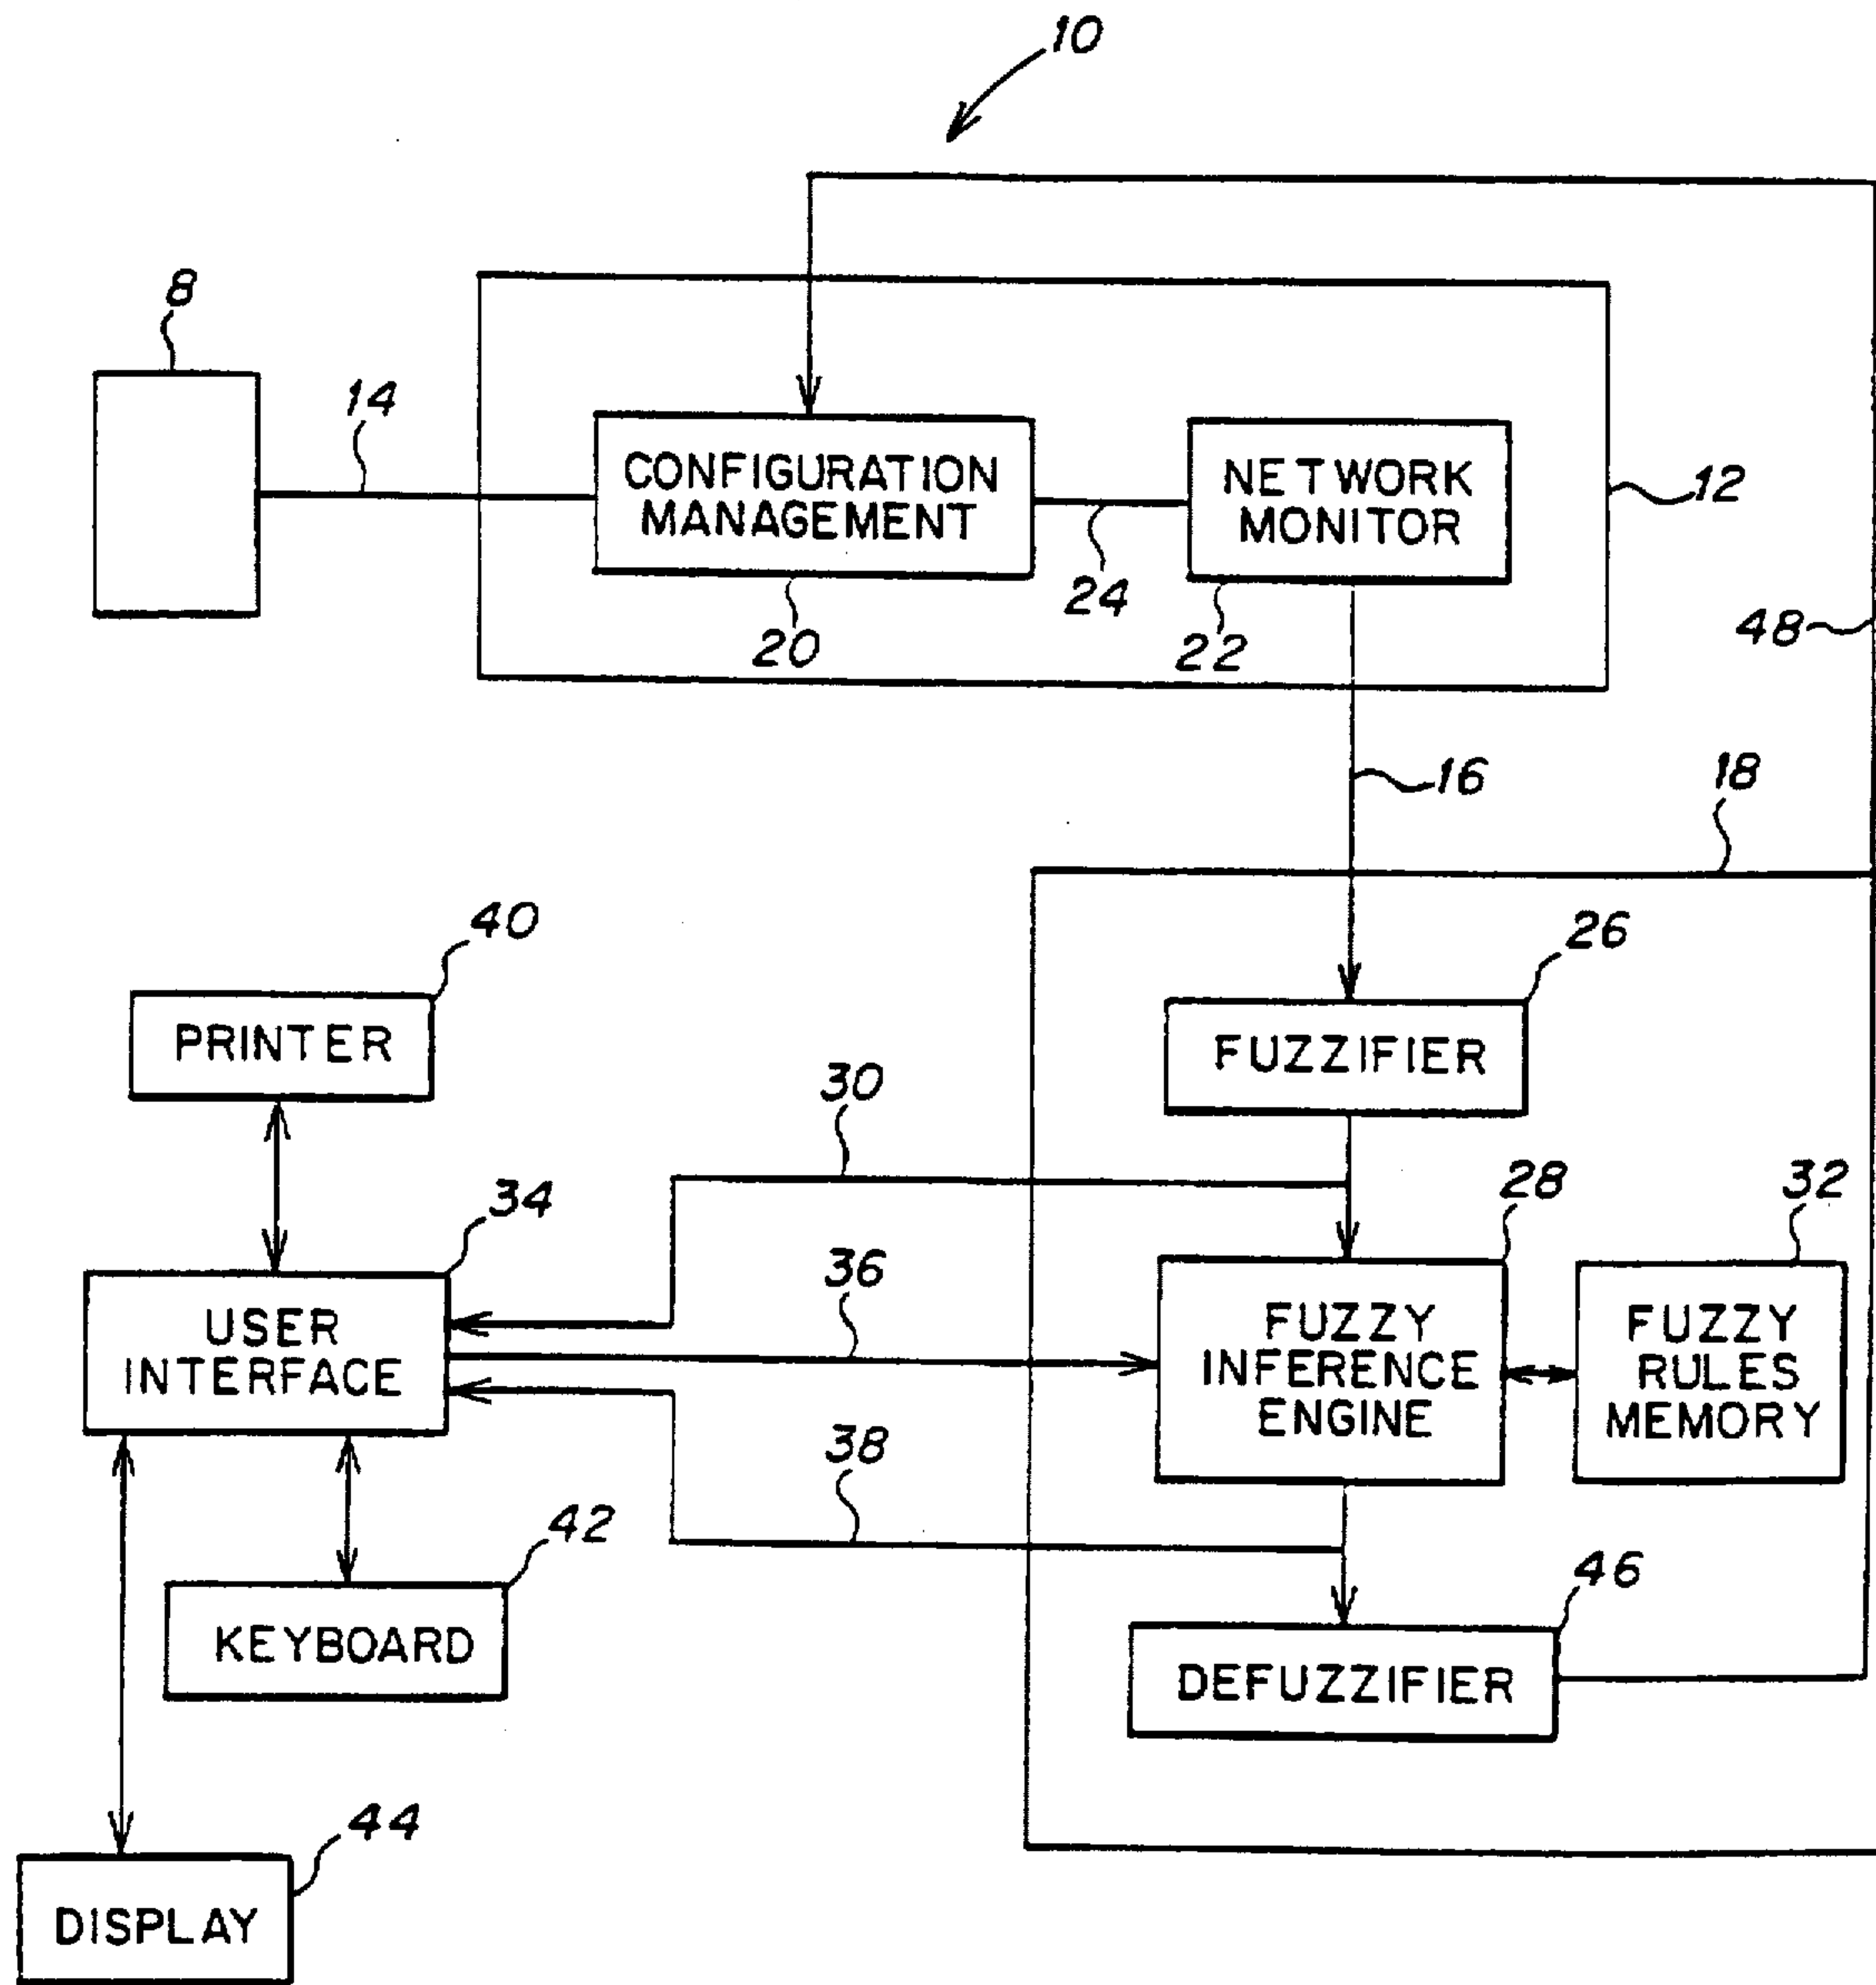 10
8
14
CONFIGURATION
MANAGEMENT
NETWORK
MONITOR
12
24
20
22
48
16
18
40
26
PRINTER
FUZZIFIER
30
34
28
32
36
USER
INTERFACE
FUZZY
INFERENCE
ENGINE
FUZZY
RULES
MEMORY
38
42
46
KEYBOARD
DEFUZZIFIER
44
DISPLAY